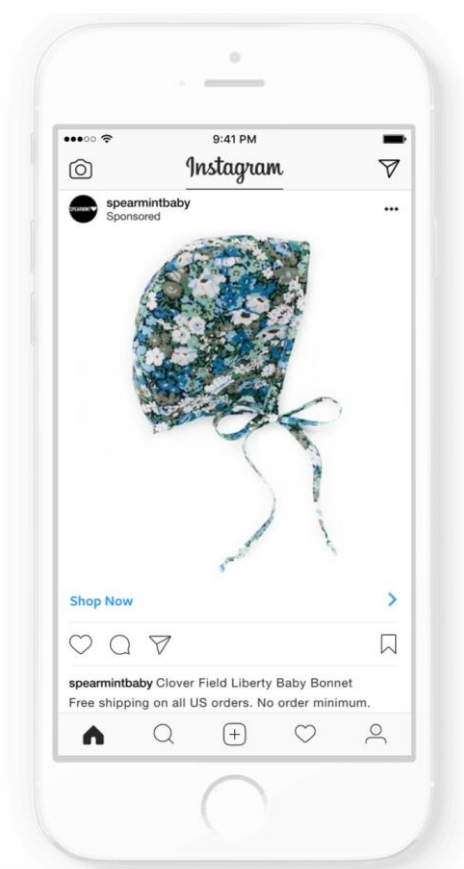 9:41 PM
Instagram
SPEARMINT
spearmintbaby
Sponsored
Shop Now
spearmintbaby Clover Field Liberty Baby Bonnet
Free shipping on all US orders. No order minimum.